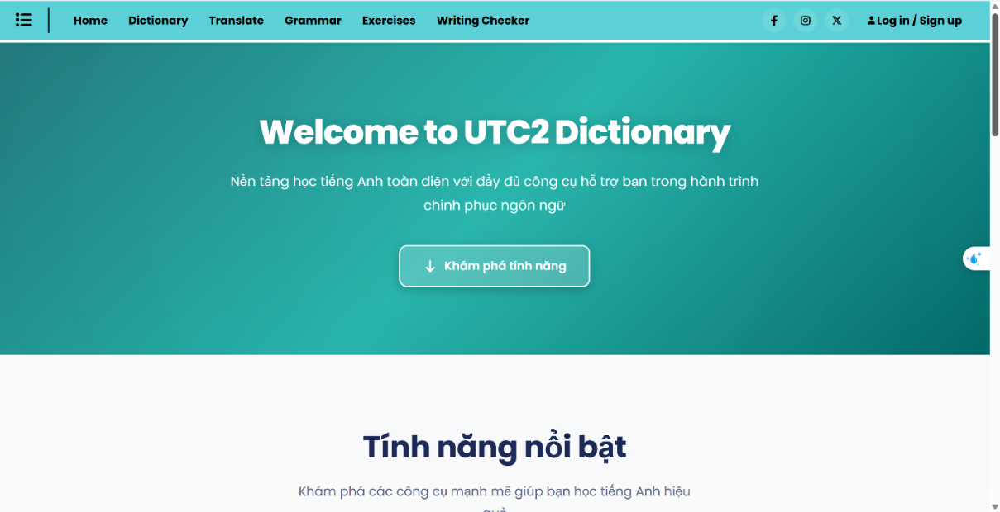 Home Dictionary Translate Grammar Exercises Writing Checker Log in / Sign up
Welcome to UTC2 Dictionary
Nền tảng học tiếng Anh toàn diện với đầy đủ công cụ hỗ trợ bạn trong hành trình
chinh phục ngôn ngữ
Khám phá tính năng
Tính năng nổi bật
Khám phá các công cụ mạnh mẽ giúp bạn học tiếng Anh hiệu